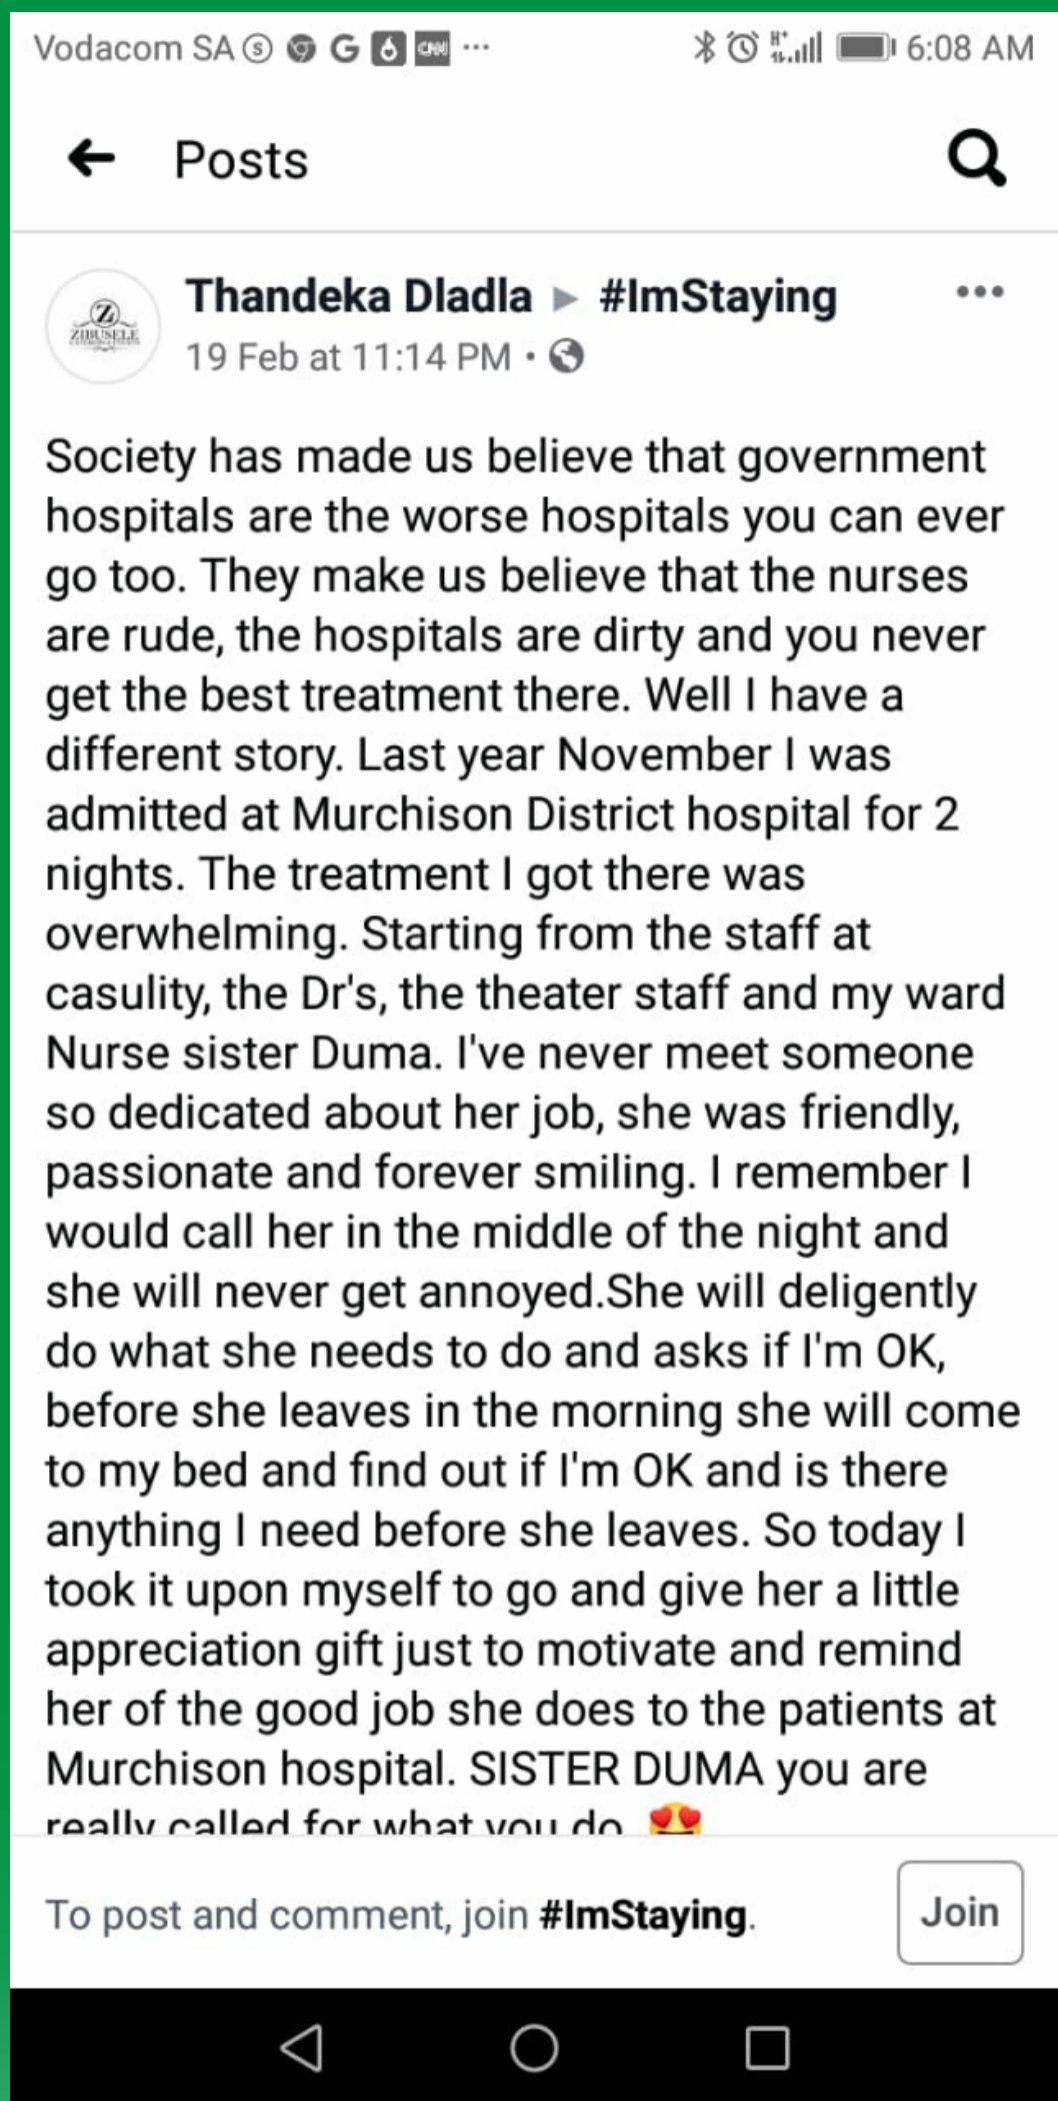 Vodacom SA
6:08 AM
Posts
Thandeka Dladla ▸ #ImStaying
19 Feb at 11:14 PM •
Society has made us believe that government
hospitals are the worse hospitals you can ever
go too. They make us believe that the nurses
are rude, the hospitals are dirty and you never
get the best treatment there. Well I have a
different story. Last year November I was
admitted at Murchison District hospital for 2
nights. The treatment I got there was
overwhelming. Starting from the staff at
casulity, the Dr's, the theater staff and my ward
Nurse sister Duma. I've never meet someone
so dedicated about her job, she was friendly,
passionate and forever smiling. I remember I
would call her in the middle of the night and
she will never get annoyed.She will deligently
do what she needs to do and asks if I'm OK,
before she leaves in the morning she will come
to my bed and find out if I'm OK and is there
anything I need before she leaves. So today I
took it upon myself to go and give her a little
appreciation gift just to motivate and remind
her of the good job she does to the patients at
Murchison hospital. SISTER DUMA you are
really called for what you do. 😍
To post and comment, join #ImStaying.
Join
Z
ZIBUSELE